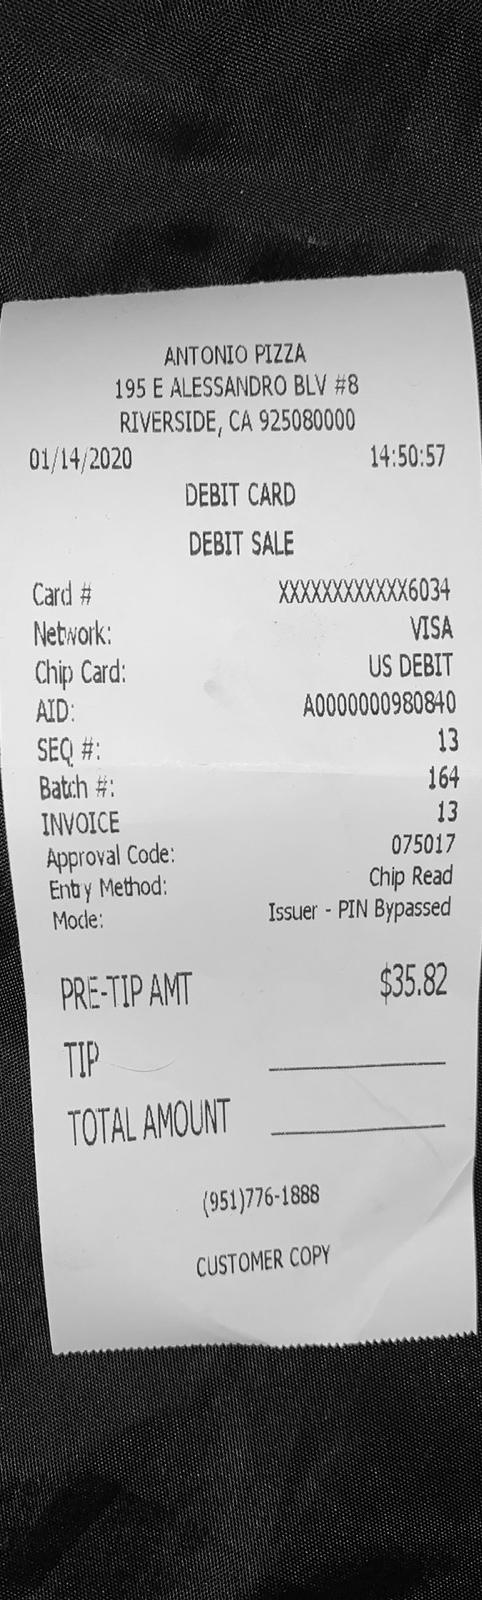 ANTONIO PIZZA
195 E ALESSANDRO BLV #8
RIVERSIDE, CA 925080000
01/14/2020 14:50:57
DEBIT CARD
DEBIT SALE
Card # XXXXXXXXXXXX6034
Network: VISA
Chip Card: US DEBIT
AID: A0000000980840
SEQ #: 13
Batch #: 164
INVOICE 13
Approval Code: 075017
Entry Method: Chip Read
Mode: Issuer - PIN Bypassed
PRE-TIP AMT $35.82
TIP
TOTAL AMOUNT
(951)776-1888
CUSTOMER COPY